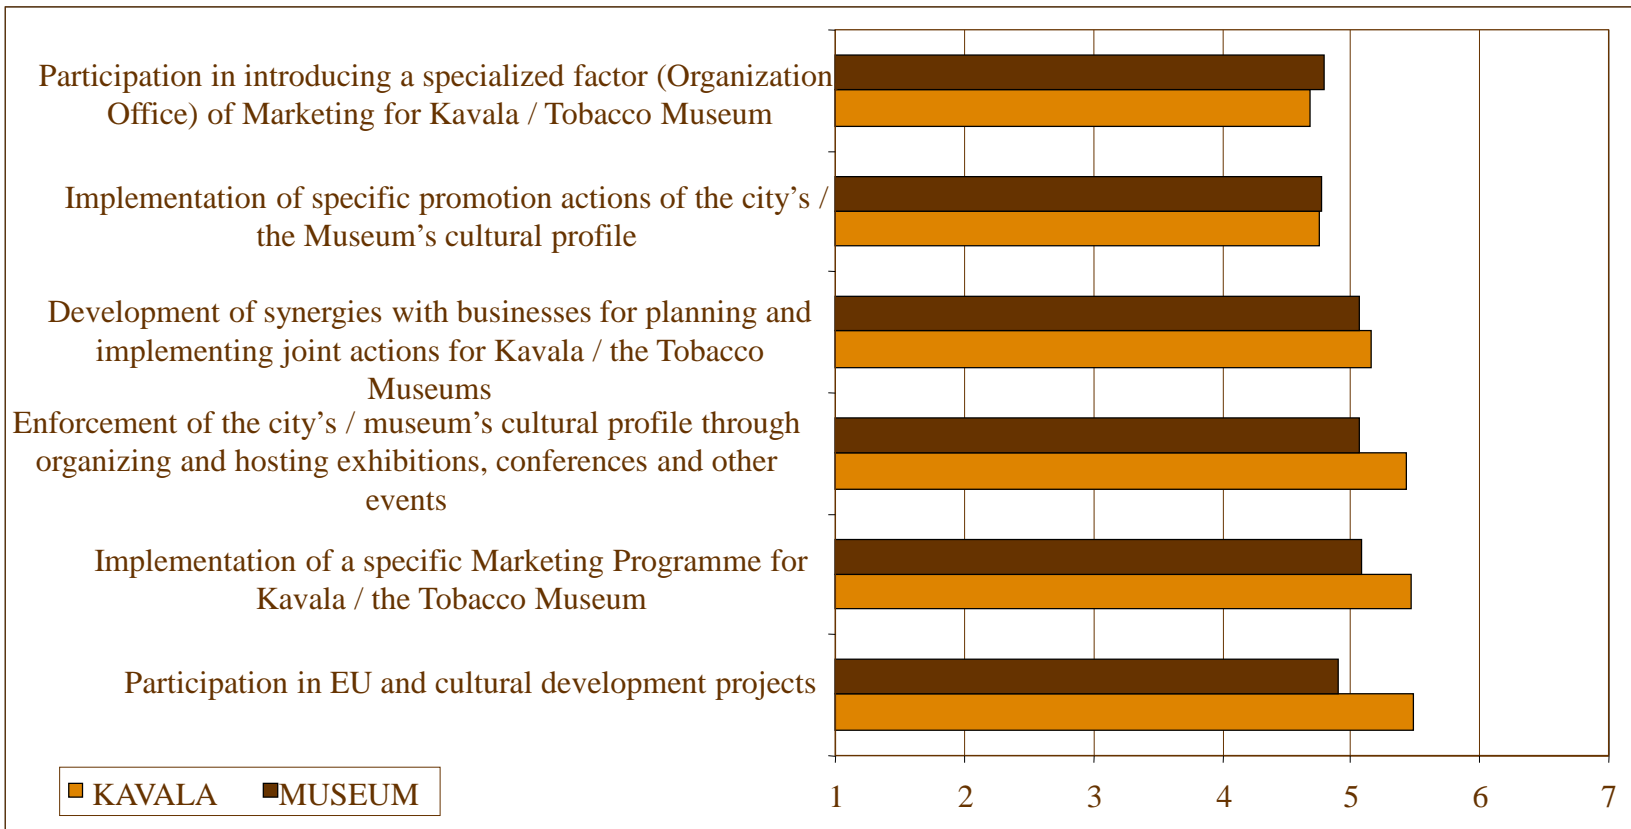 Participation in introducing a specialized factor (Organization
Office) of Marketing for Kavala / Tobacco Museum
Implementation of specific promotion actions of the city’s /
the Museum’s cultural profile
Development of synergies with businesses for planning and
implementing joint actions for Kavala / the Tobacco
Museums
Enforcement of the city’s / museum’s cultural profile through
organizing and hosting exhibitions, conferences and other
events
Implementation of a specific Marketing Programme for
Kavala / the Tobacco Museum
Participation in EU and cultural development projects
KAVALA MUSEUM
1 2 3 4 5 6 7